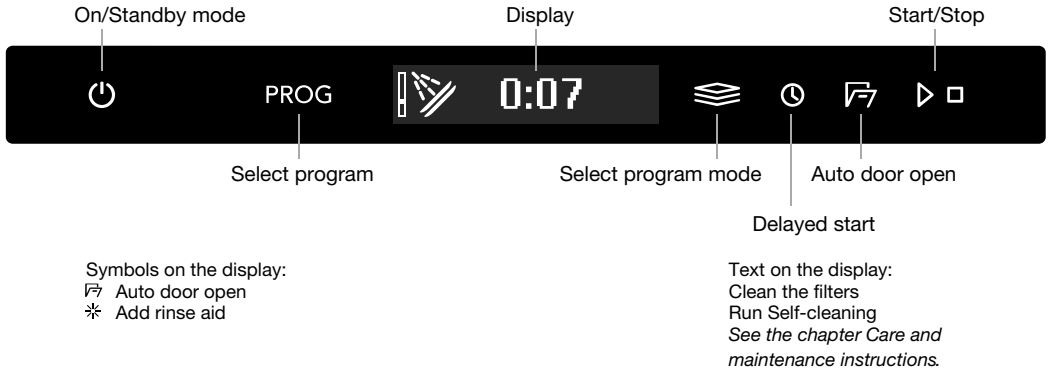 On/Standby mode
Display
Start/Stop
PROG
0:07
Select program
Select program mode
Auto door open
Delayed start
Symbols on the display:
Auto door open
Add rinse aid
Text on the display:
Clean the filters
Run Self-cleaning
See the chapter Care and
maintenance instructions.